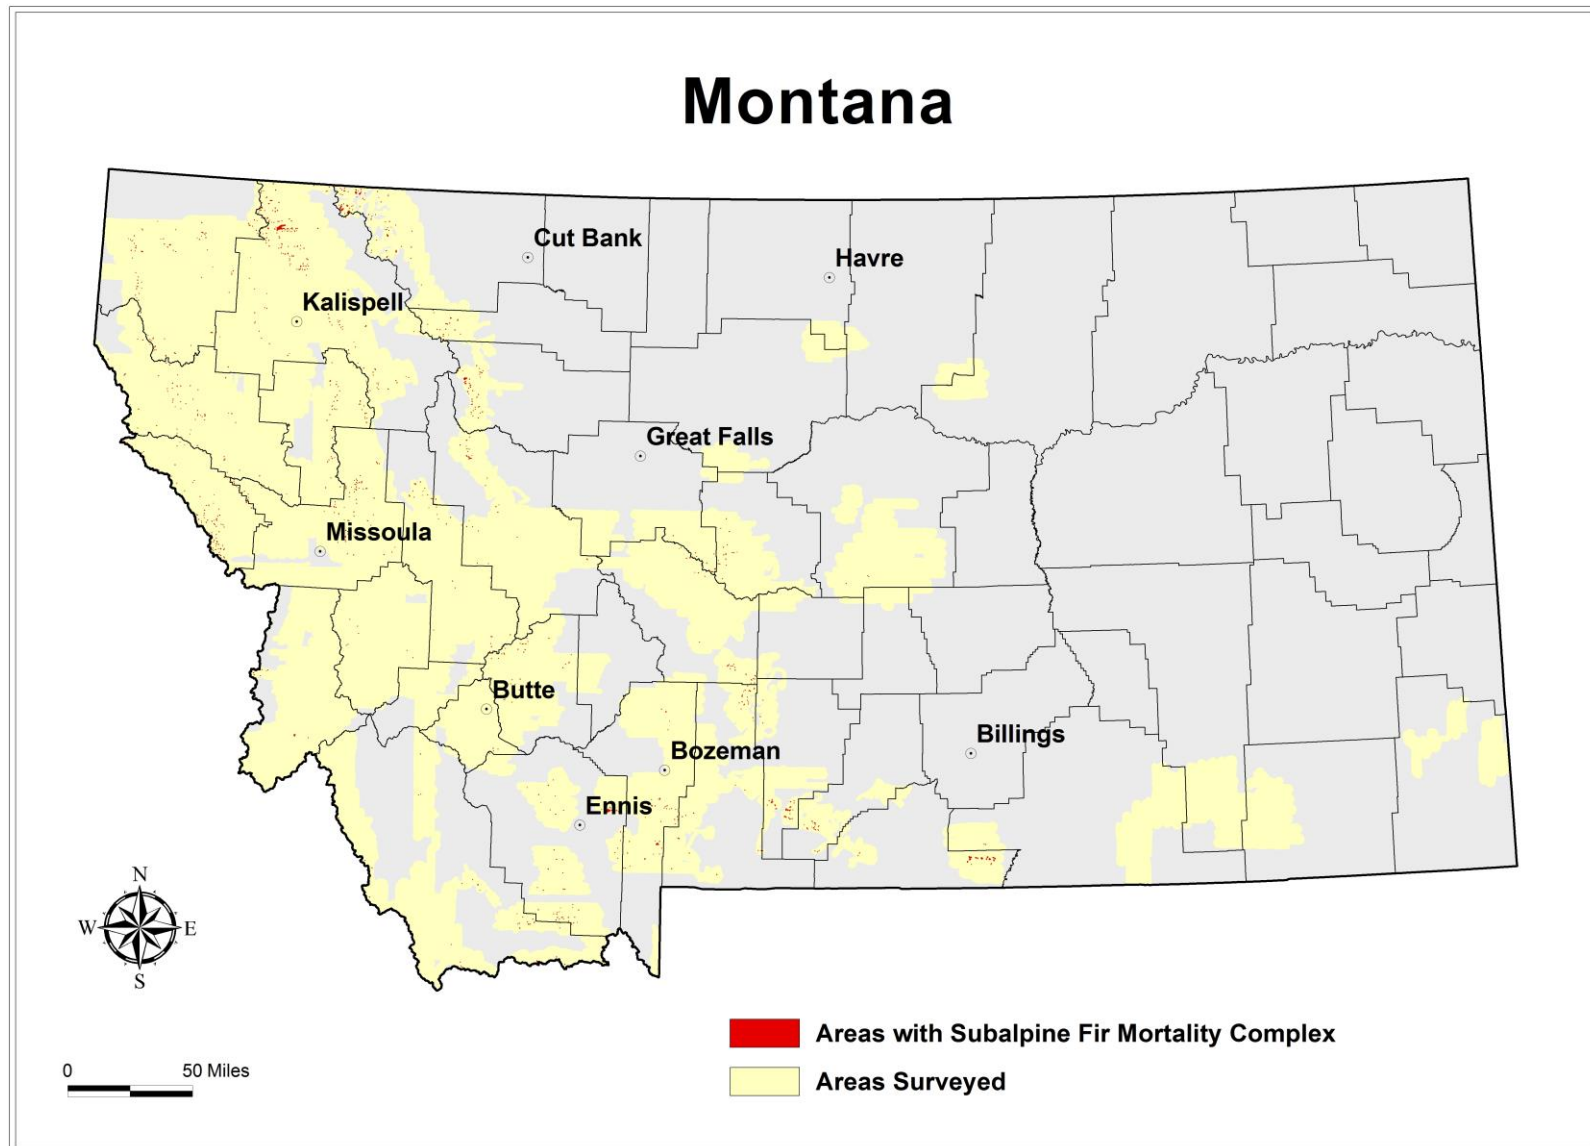 Montana
Cut Bank
Havre
Kalispell
Great Falls
Missoula
Butte
Billings
Bozeman
Ennis
N
W E
S
Areas with Subalpine Fir Mortality Complex
0 50 Miles
Areas Surveyed